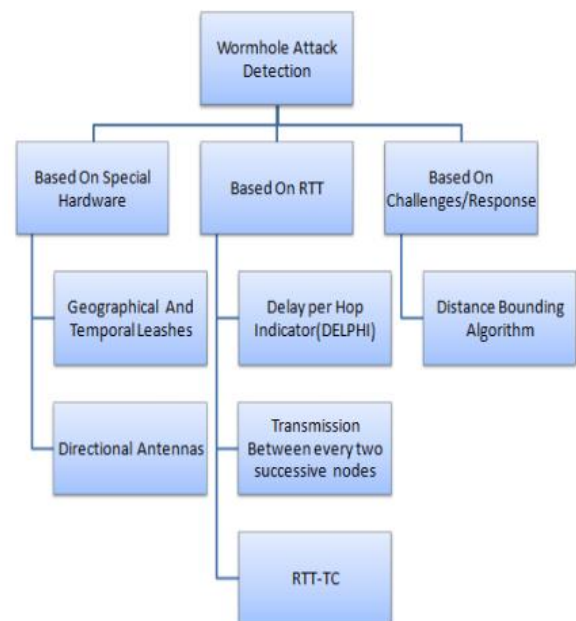 Wormhole Attack
Detection
Based On Special
Hardware
Based On RTT
Based On
Challenges/Response
Geographical And
Temporal Leashes
Delay per Hop
Indicator(DELPHI)
Distance Bounding
Algorithm
Directional Antennas
Transmission
Between every two
successive nodes
RTT-TC